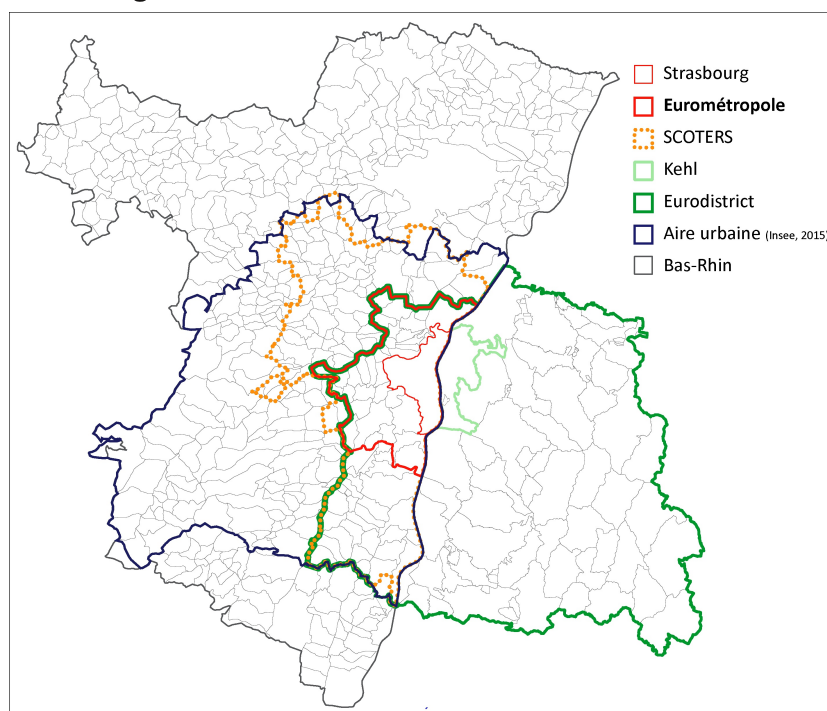 Strasbourg
Eurométropole
SCOTERS
Kehl
Eurodistrict
Aire urbaine (Insee, 2015)
Bas-Rhin